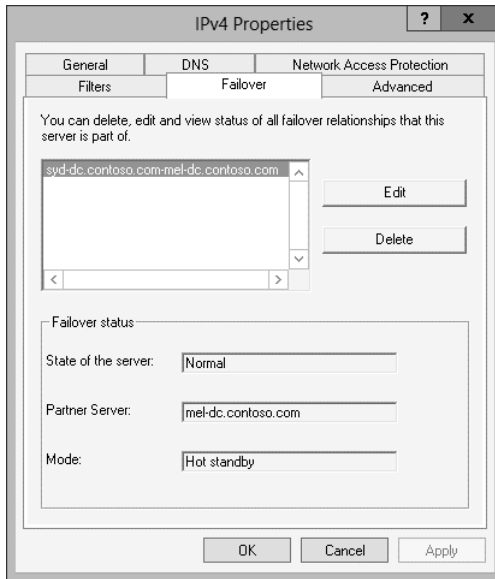 IPv4 Properties
? x
General DNS Network Access Protection
Filters Failover Advanced
You can delete, edit and view status of all failover relationships that this
server is part of.
syd-dc.contoso.com-mel-dc.contoso.com
Edit
Delete
Failover status
State of the server: Normal
Partner Server: mel-dc.contoso.com
Mode: Hot standby
OK Cancel Apply